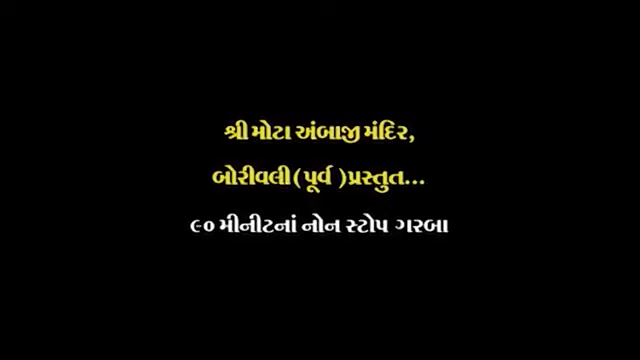 શ્રી મોટા અંબાજી મંદિર,
બોરીવલી ( પૂર્વ ) પ્રસ્તુત...
૯૦ મીનીટનાં નોન સ્ટોપ ગરબા